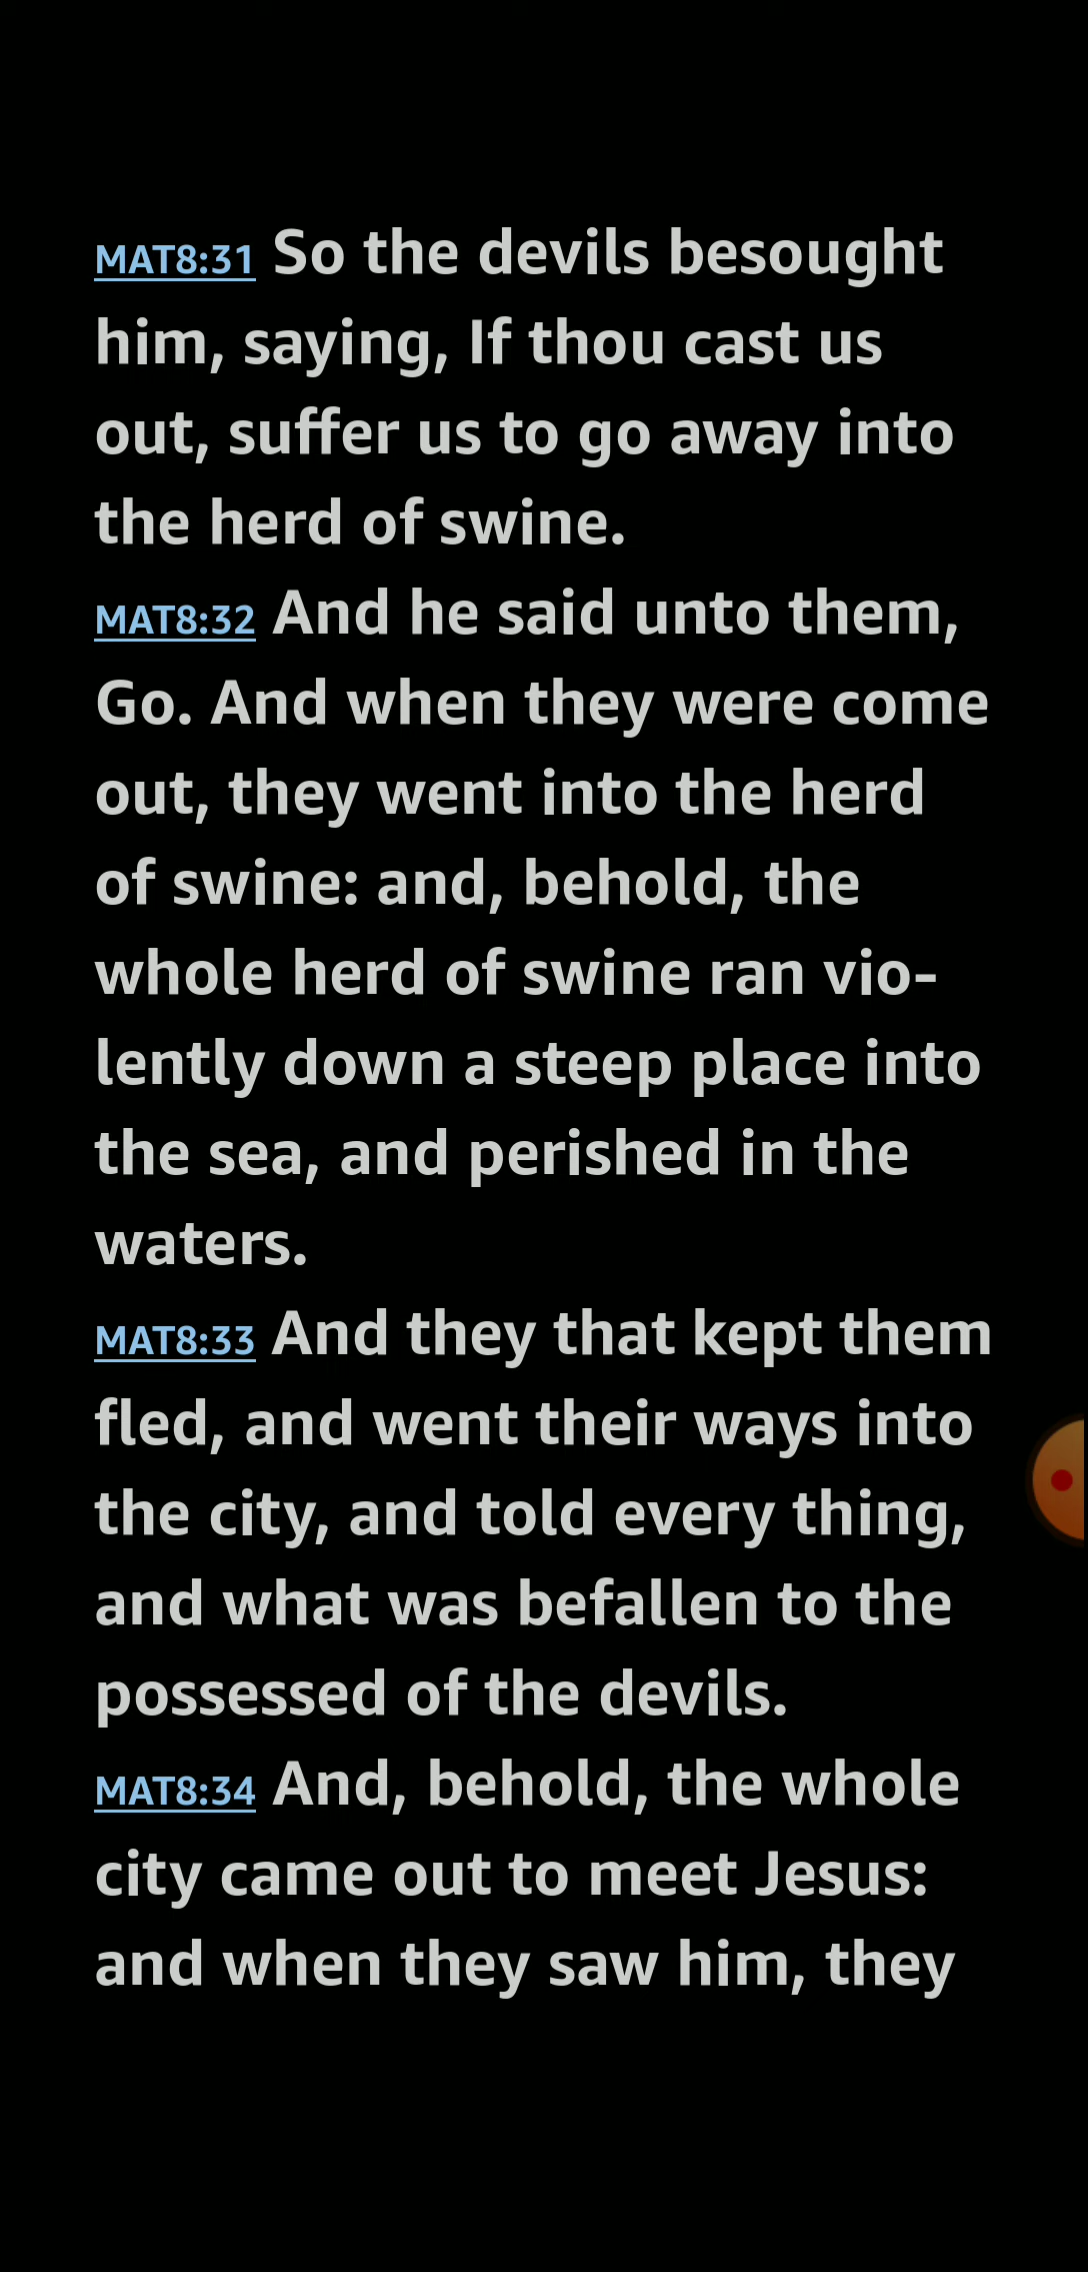 MAT8:31 So the devils besought
him, saying, If thou cast us
out, suffer us to go away into
the herd of swine.
MAT8:32 And he said unto them,
Go. And when they were come
out, they went into the herd
of swine: and, behold, the
whole herd of swine ran vio-
lently down a steep place into
the sea, and perished in the
waters.
MAT8:33 And they that kept them
fled, and went their ways into
the city, and told every thing,
and what was befallen to the
possessed of the devils.
MAT8:34 And, behold, the whole
city came out to meet Jesus:
and when they saw him, they